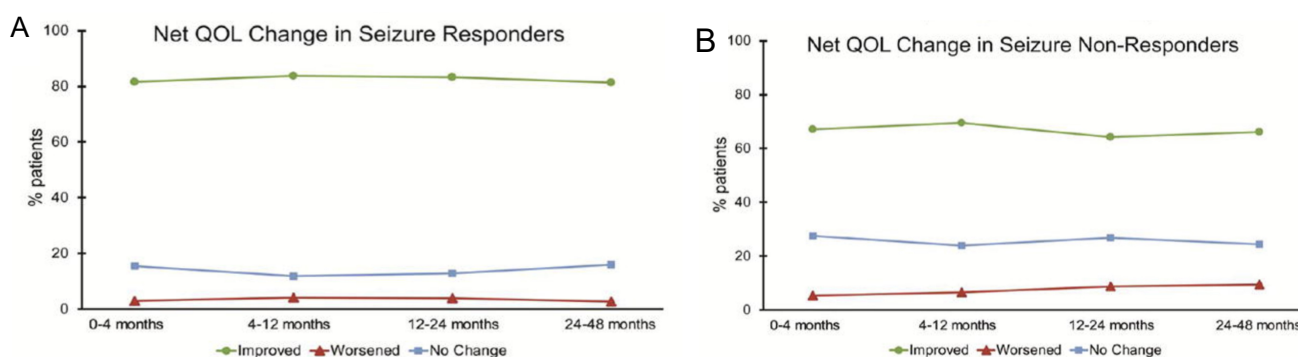 A
Net QOL Change in Seizure Responders
100
80
60
40
20
0
% patients
0-4 months 4-12 months 12-24 months 24-48 months
Improved Worsened No Change
B
Net QOL Change in Seizure Non-Responders
100
80
60
40
20
0
% patients
0-4 months 4-12 months 12-24 months 24-48 months
Improved Worsened No Change